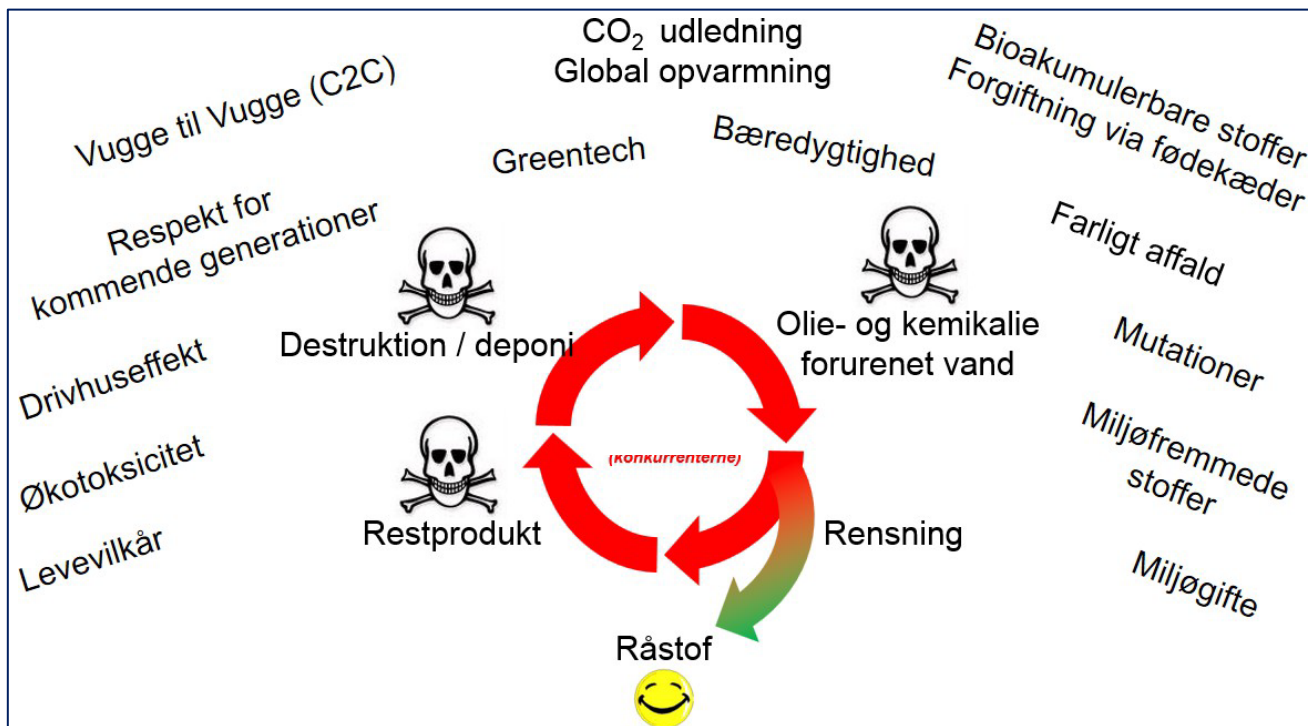 CO₂ udledning
Global opvarmning
Vugge til Vugge (C2C)
Greentech
Bæredygtighed
Bioakumulerbare stoffer
Forgiftning via fødekæder
Respekt for
kommende generationer
Farligt affald
Destruktion / deponi
Olie- og kemikalie
forurenet vand
Drivhuseffekt
Mutationer
(konkurrenterne)
Økotoksicitet
Miljøfremmede
stoffer
Restprodukt
Rensning
Levevilkår
Miljøgifte
Råstof